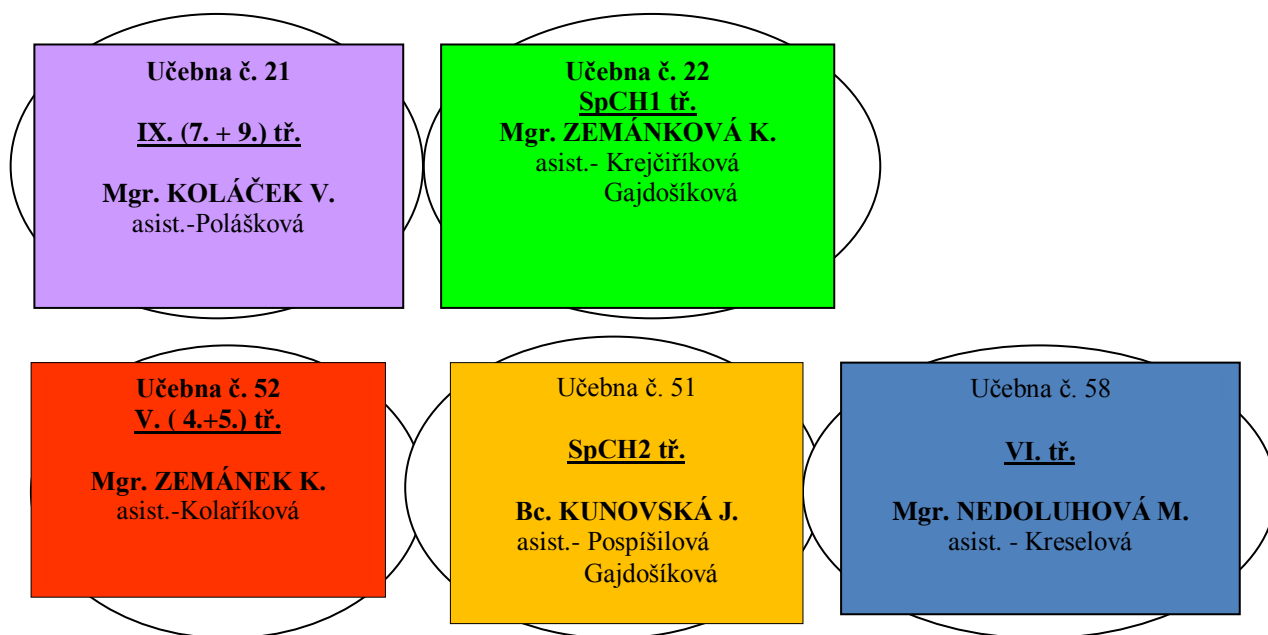 Učebna č. 21
IX. (7. + 9.) tř.
Mgr. KOLÁČEK V.
asist.-Polášková
Učebna č. 22
SpCH1 tř.
Mgr. ZEMÁNKOVÁ K.
asist.- Krejčiříková
Gajdošíková
Učebna č. 52
V. ( 4.+5.) tř.
Mgr. ZEMÁNEK K.
asist.-Kolaříková
Učebna č. 51
SpCH2 tř.
Bc. KUNOVSKÁ J.
asist.- Pospíšilová
Gajdošíková
Učebna č. 58
VI. tř.
Mgr. NEDOLUHOVÁ M.
asist. - Kreselová